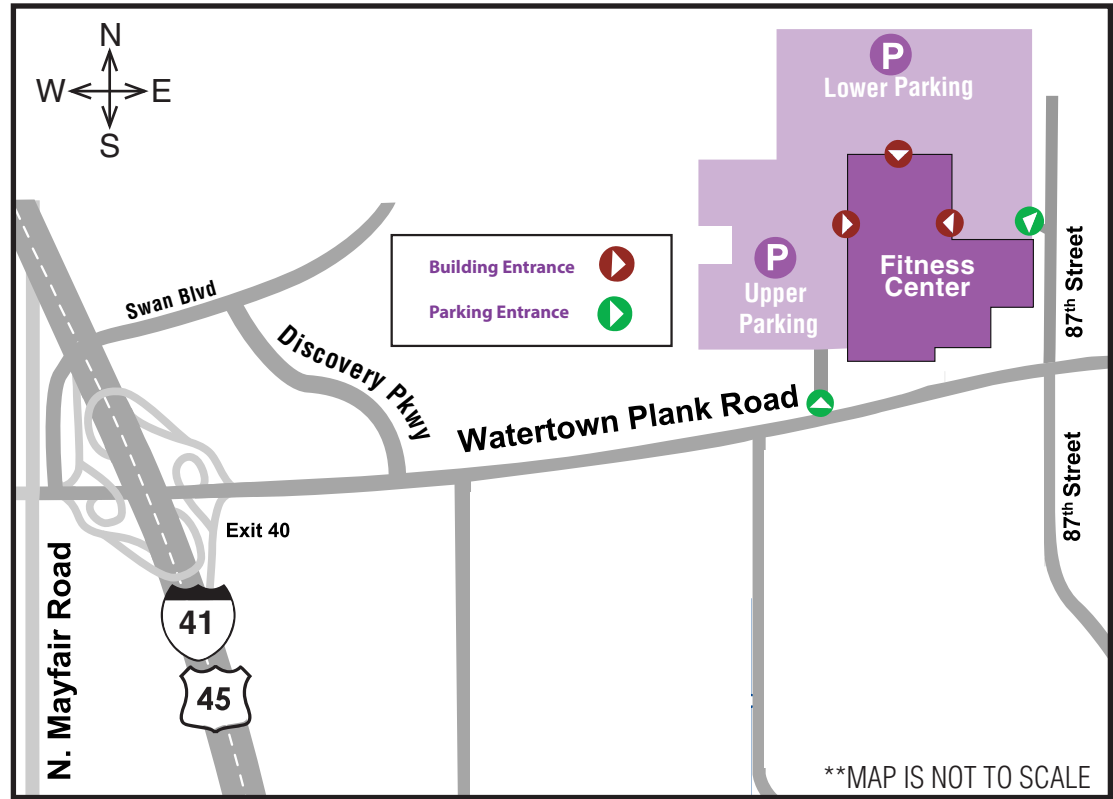 N
W E
S
P
Lower Parking
Swan Blvd
Building Entrance
Parking Entrance
P
Upper
Parking
Fitness
Center
87th Street
Discovery Pkwy
Watertown Plank Road
87th Street
Exit 40
N. Mayfair Road
41
45
**MAP IS NOT TO SCALE